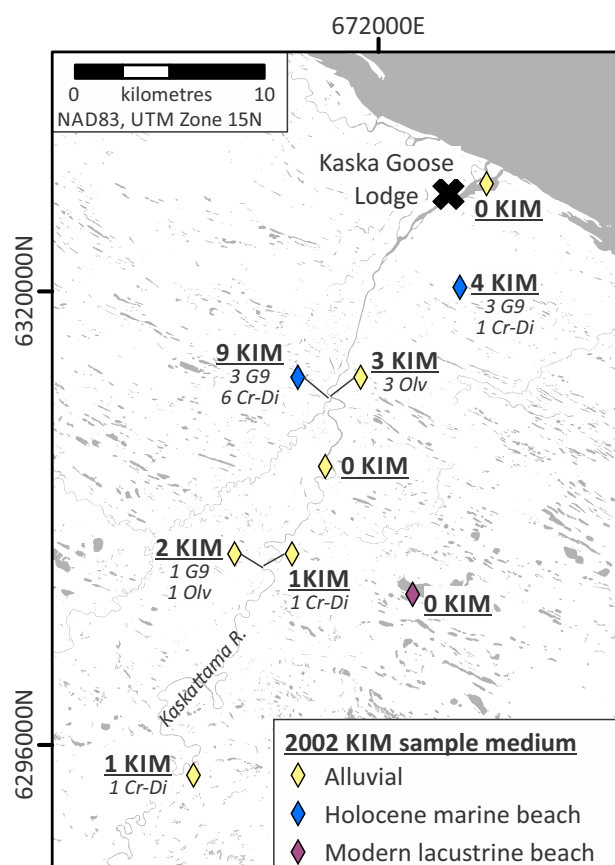 672000E
0 kilometres 10
NAD83, UTM Zone 15N
Kaska Goose
Lodge
0 KIM
6320000N
4 KIM
3 G9
1 Cr-Di
9 KIM
3 G9
6 Cr-Di
3 KIM
3 Olv
0 KIM
2 KIM
1 G9
1 Olv
1KIM
1 Cr-Di
0 KIM
Kaskattama R.
6296000N
1 KIM
1 Cr-Di
2002 KIM sample medium
Alluvial
Holocene marine beach
Modern lacustrine beach